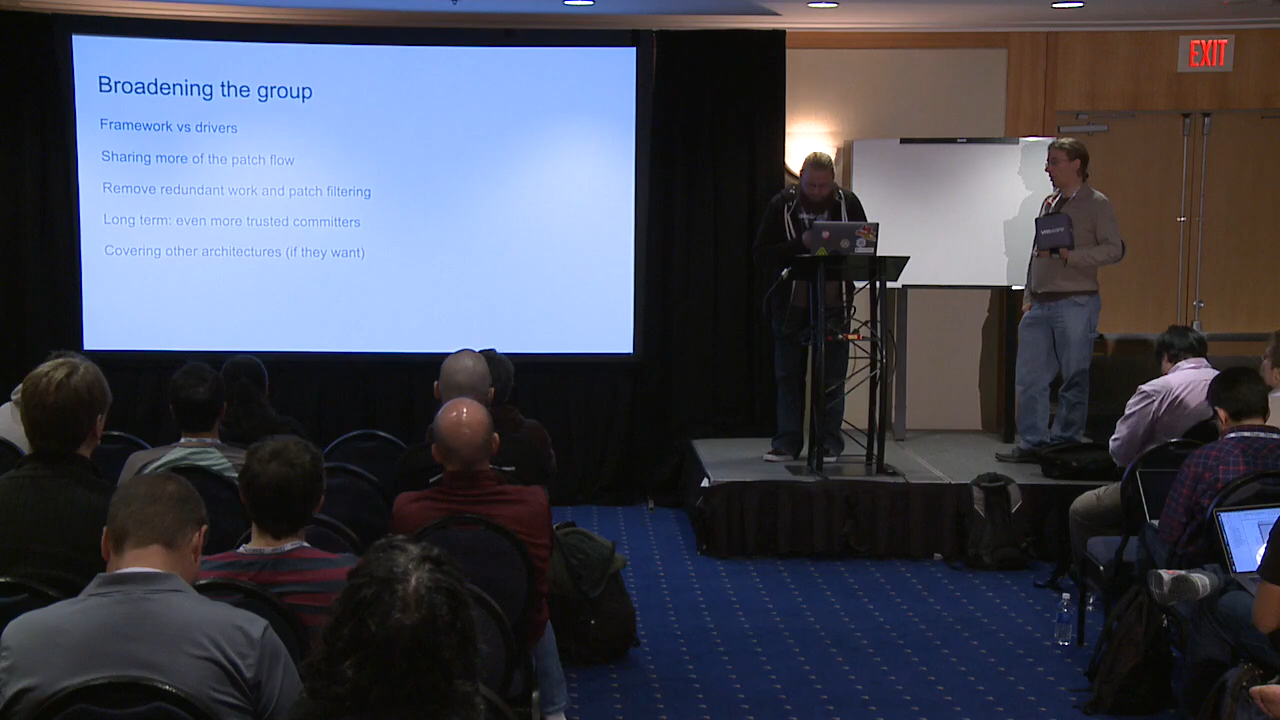 Broadening the group
Framework vs drivers
Sharing more of the patch flow
Remove redundant work and patch filtering
Long term: even more trusted committers
Covering other architectures (if they want)
EXIT
vmware